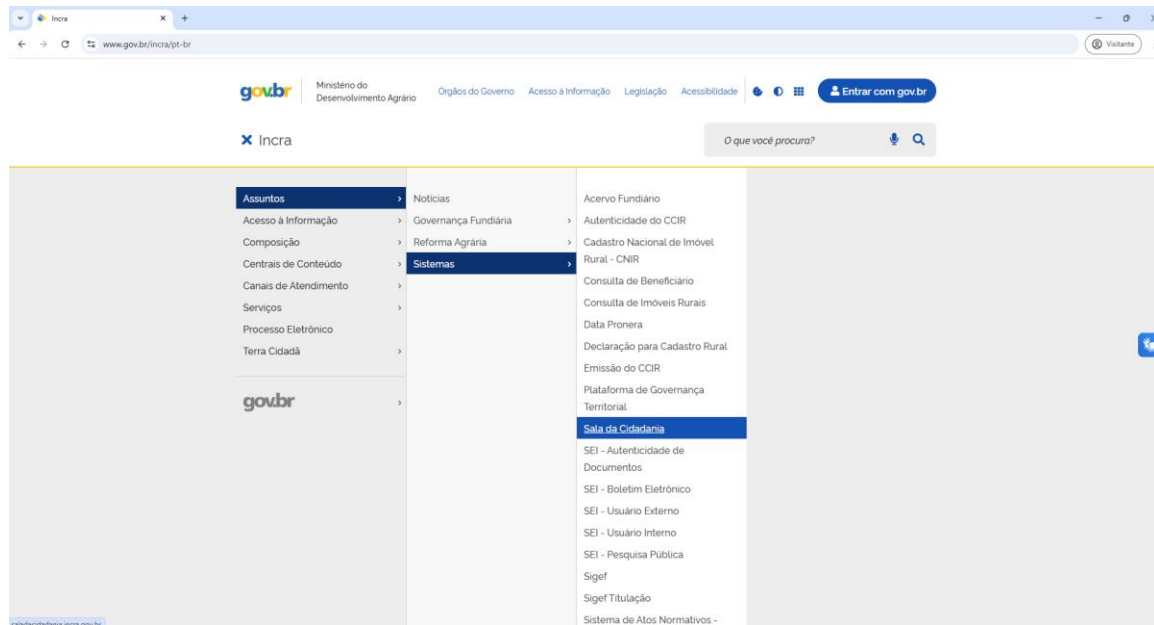 Incra
www.gov.br/incra/pt-br
Visitante
gov.br
Ministério do
Desenvolvimento Agrário
Órgãos do Governo
Acesso à Informação
Legislação
Acessibilidade
Entrar com gov.br
Incra
O que você procura?
Assuntos
Acesso à Informação
Composição
Centrais de Conteúdo
Canais de Atendimento
Serviços
Processo Eletrônico
Terra Cidadã
gov.br
Notícias
Governança Fundiária
Reforma Agrária
Sistemas
Acervo Fundiário
Autenticidade do CCIR
Cadastro Nacional de Imóvel
Rural - CNIR
Consulta de Beneficiário
Consulta de Imóveis Rurais
Data Pronera
Declaração para Cadastro Rural
Emissão do CCIR
Plataforma de Governança
Territorial
Sala da Cidadania
SEI - Autenticidade de
Documentos
SEI - Boletim Eletrônico
SEI - Usuário Externo
SEI - Usuário Interno
SEI - Pesquisa Pública
Sigef
Sigef Titulação
Sistema de Atos Normativos -
saladacidadania.incra.gov.br